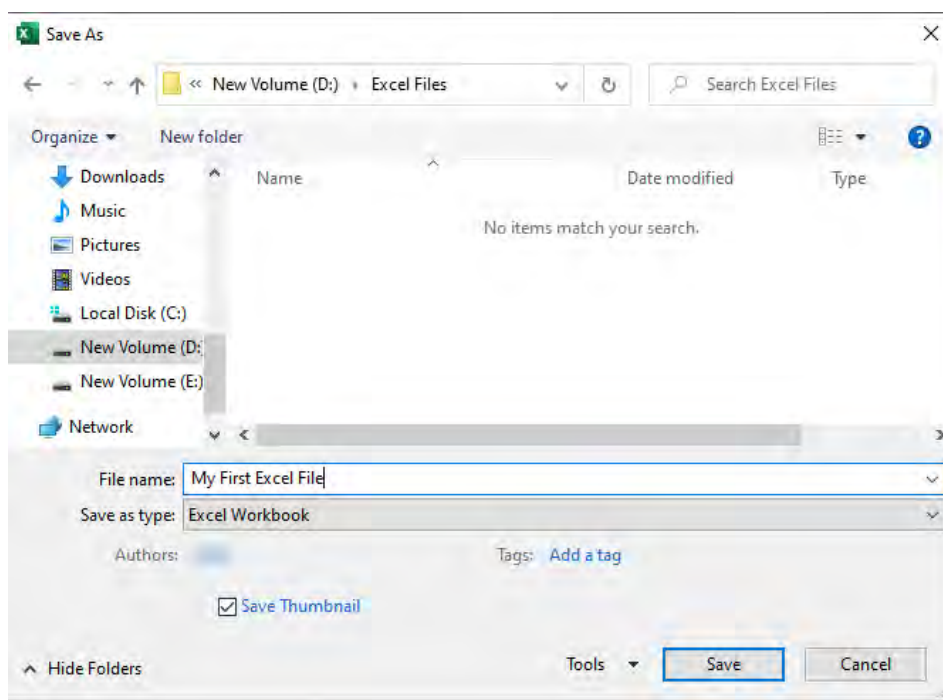 Save As
« New Volume (D:) › Excel Files
Search Excel Files
Organize
New folder
Name Date modified Type
No items match your search.
Downloads
Music
Pictures
Videos
Local Disk (C:)
New Volume (D:
New Volume (E:)
Network
File name: My First Excel File
Save as type: Excel Workbook
Authors:
Tags: Add a tag
Save Thumbnail
Hide Folders
Tools
Save
Cancel